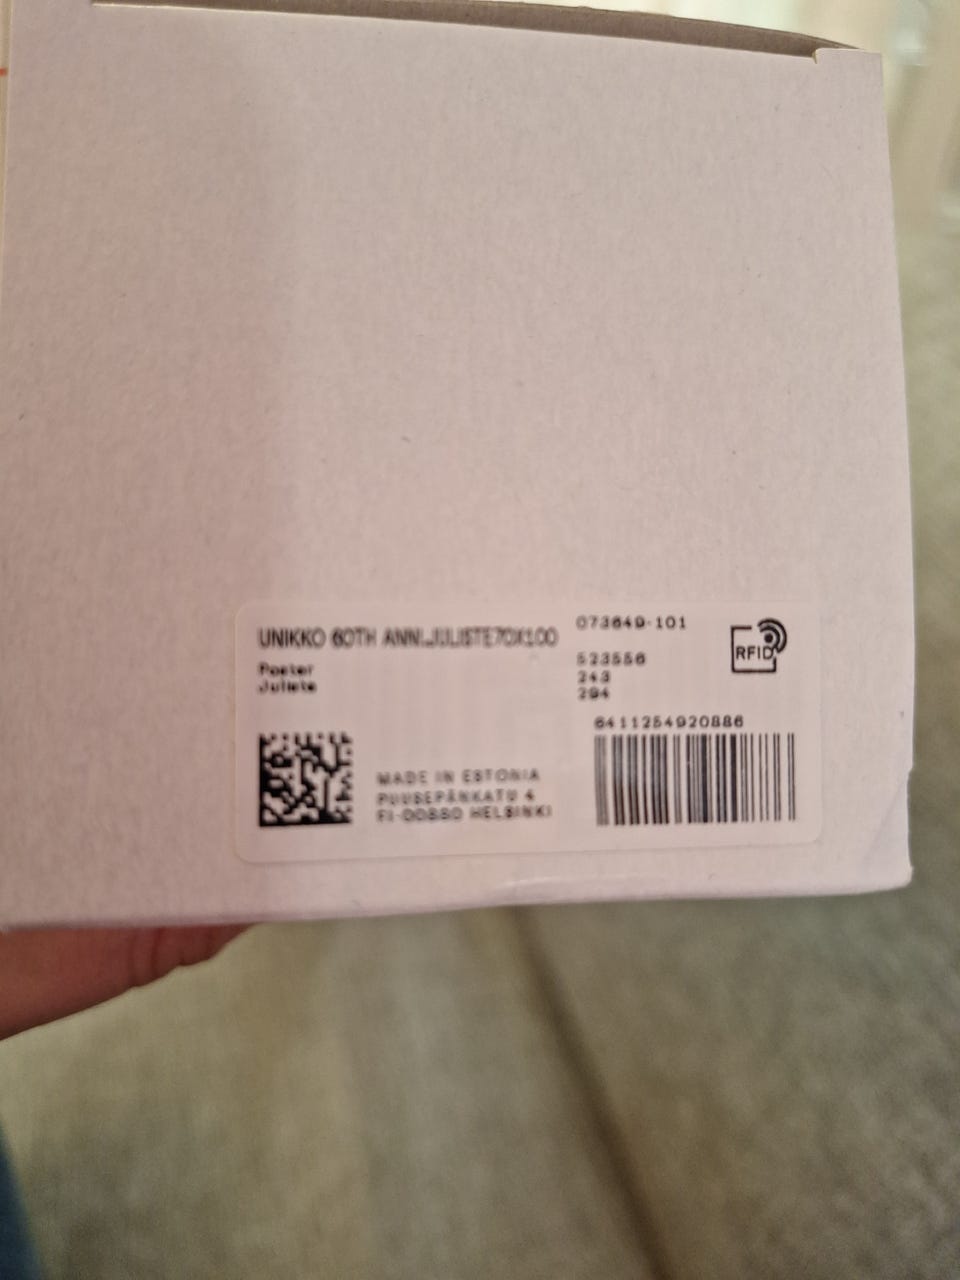 UNIKKO 60TH ANNI.JULISTE70X100
Poster
Juliste
073649-101
523556
243
294
RFID
6411254920886
MADE IN ESTONIA
PUUSEPÄNKATU 4
FI-00880 HELSINKI